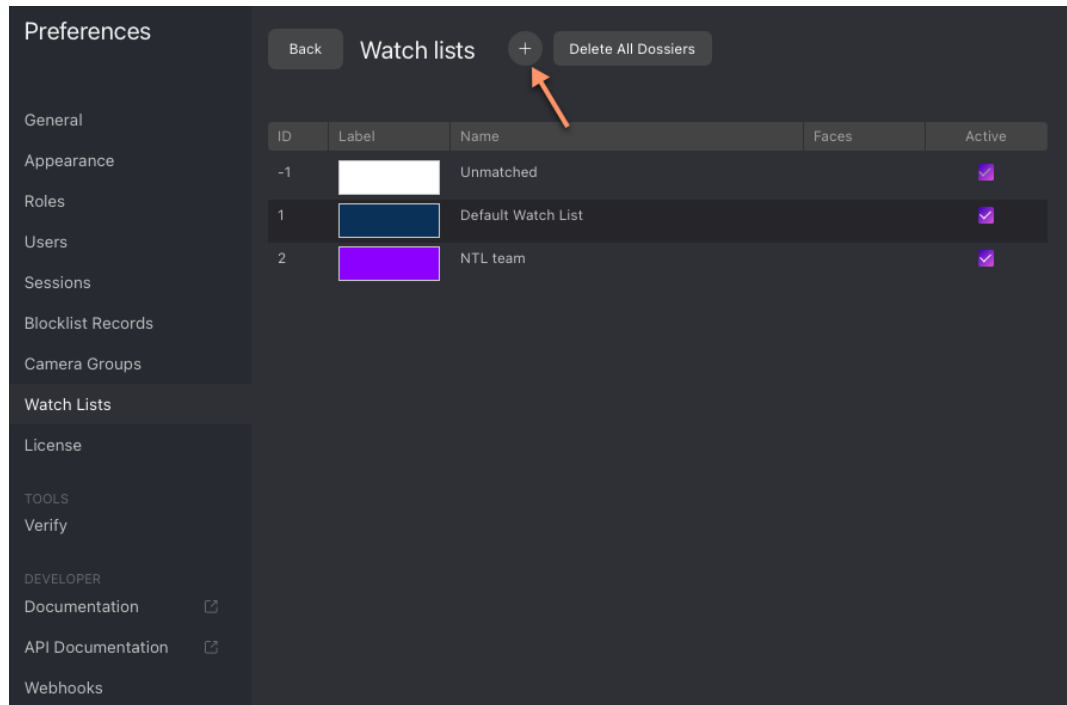 Preferences
Back Watch lists + Delete All Dossiers
General
Appearance
Roles
Users
Sessions
Blocklist Records
Camera Groups
Watch Lists
License
TOOLS
Verify
DEVELOPER
Documentation
API Documentation
Webhooks
ID Label Name Faces Active
-1 Unmatched
1 Default Watch List
2 NTL team